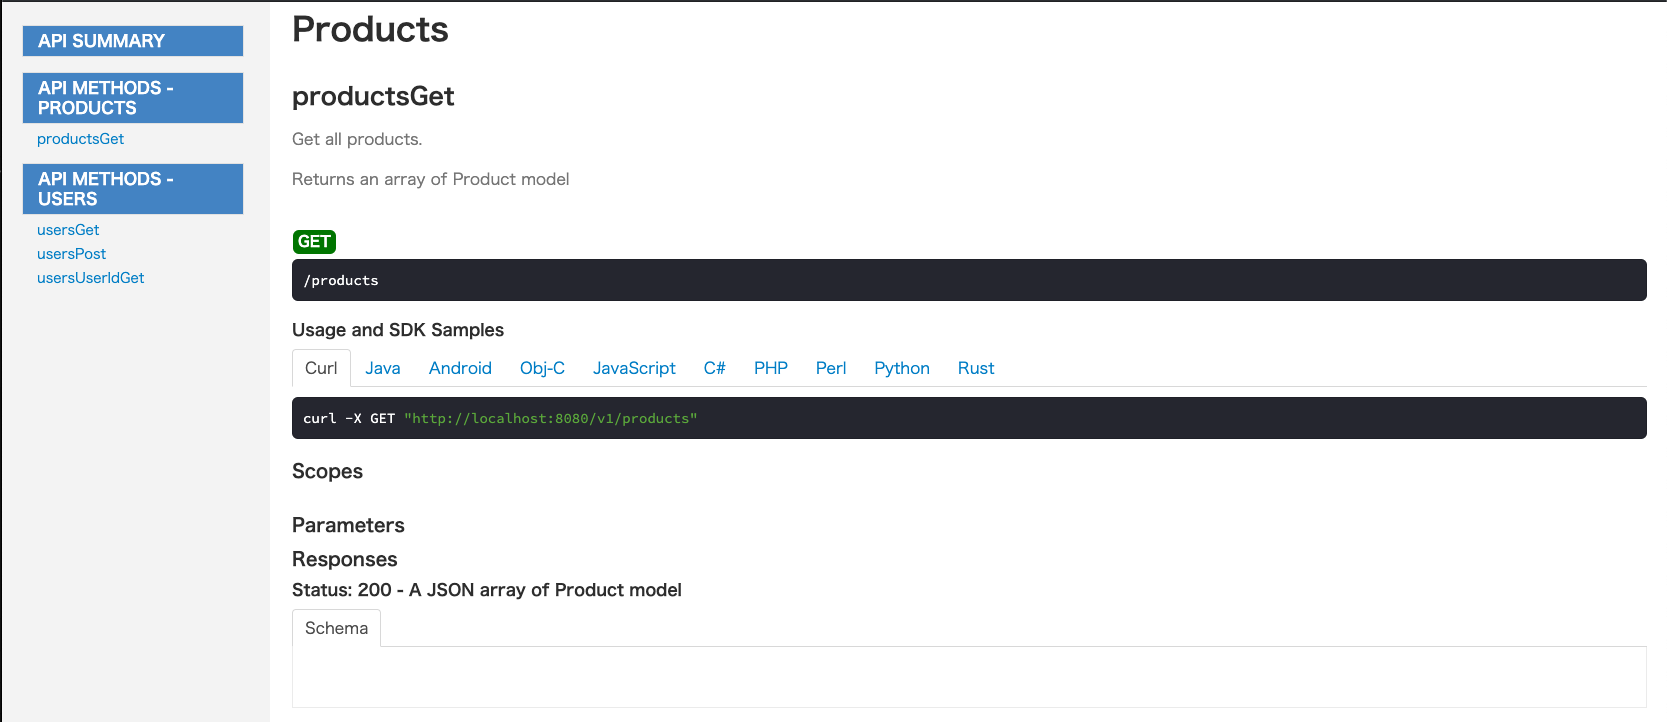 API SUMMARY
API METHODS -
PRODUCTS
productsGet
API METHODS -
USERS
usersGet
usersPost
usersUserIdGet
Products
productsGet
Get all products.
Returns an array of Product model
GET
/products
Usage and SDK Samples
Curl Java Android Obj-C JavaScript C# PHP Perl Python Rust
curl -X GET "http://localhost:8080/v1/products"
Scopes
Parameters
Responses
Status: 200 - A JSON array of Product model
Schema